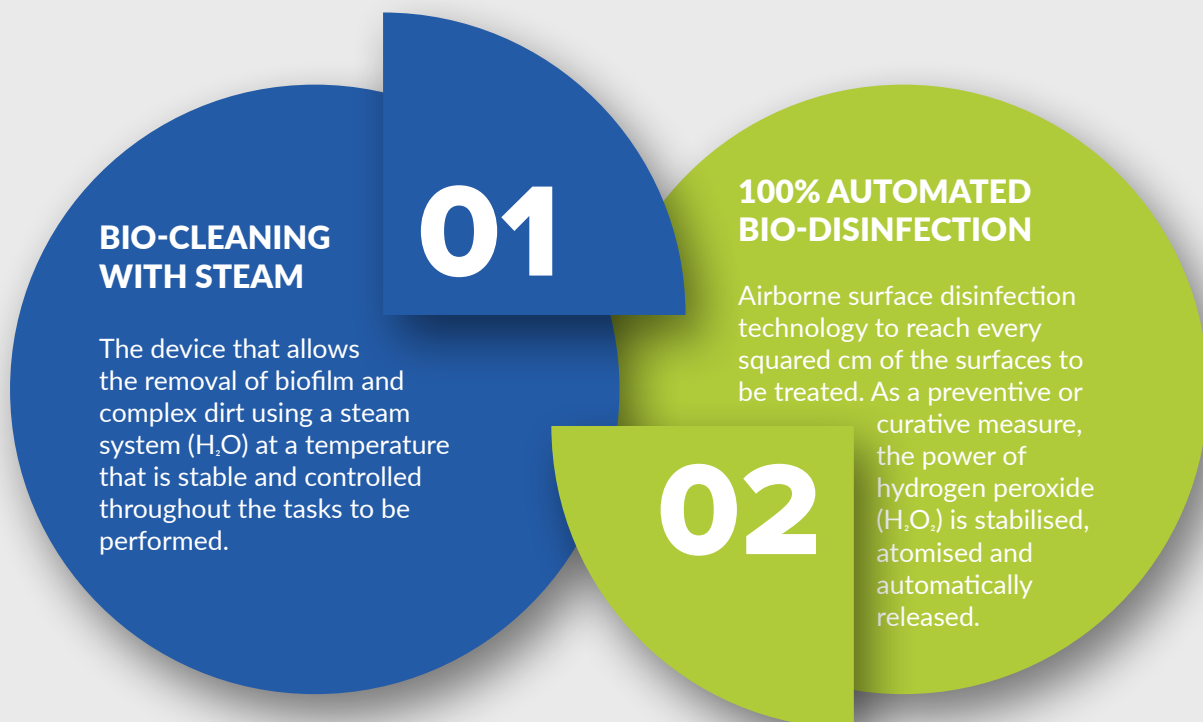 01
BIO-CLEANING
WITH STEAM
The device that allows
the removal of biofilm and
complex dirt using a steam
system (H₂O) at a temperature
that is stable and controlled
throughout the tasks to be
performed.
100% AUTOMATED
BIO-DISINFECTION
Airborne surface disinfection
technology to reach every
squared cm of the surfaces to
be treated. As a preventive or
curative measure,
the power of
hydrogen peroxide
(H₂O₂) is stabilised,
atomised and
automatically
released.
02